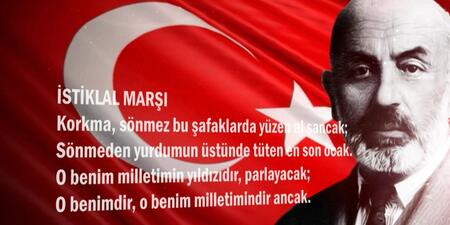 İSTİKLAL MARŞI
Korkma, sönmez bu şafaklarda yüzen al sancak;
Sönmeden yurdumun üstünde tüten en son ocak.
O benim milletimin yıldızıdır, parlayacak;
O benimdir, o benim milletimindir ancak.